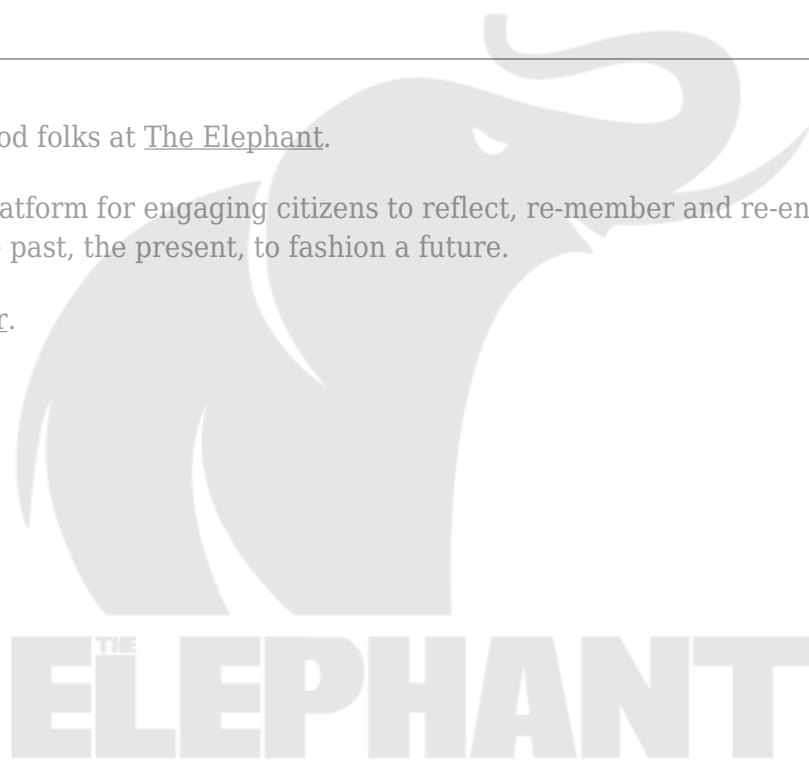 od folks at The Elephant.
atform for engaging citizens to reflect, re-member and re-en
past, the present, to fashion a future.
r.
THE
ELEPHANT